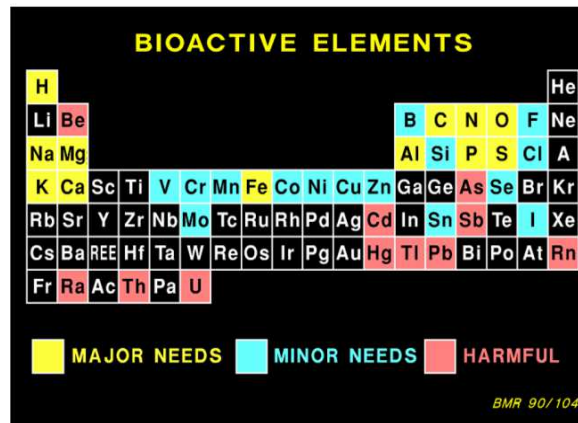 BIOACTIVE ELEMENTS
H He
Li Be B C N O F Ne
Na Mg Al Si P S Cl A
K Ca Sc Ti V Cr Mn Fe Co Ni Cu Zn Ga Ge As Se Br Kr
Rb Sr Y Zr Nb Mo Tc Ru Rh Pd Ag Cd In Sn Sb Te I Xe
Cs Ba REE Hf Ta W Re Os Ir Pg Au Hg Tl Pb Bi Po At Rn
Fr Ra Ac Th Pa U
MAJOR NEEDS MINOR NEEDS HARMFUL
BMR 90/104